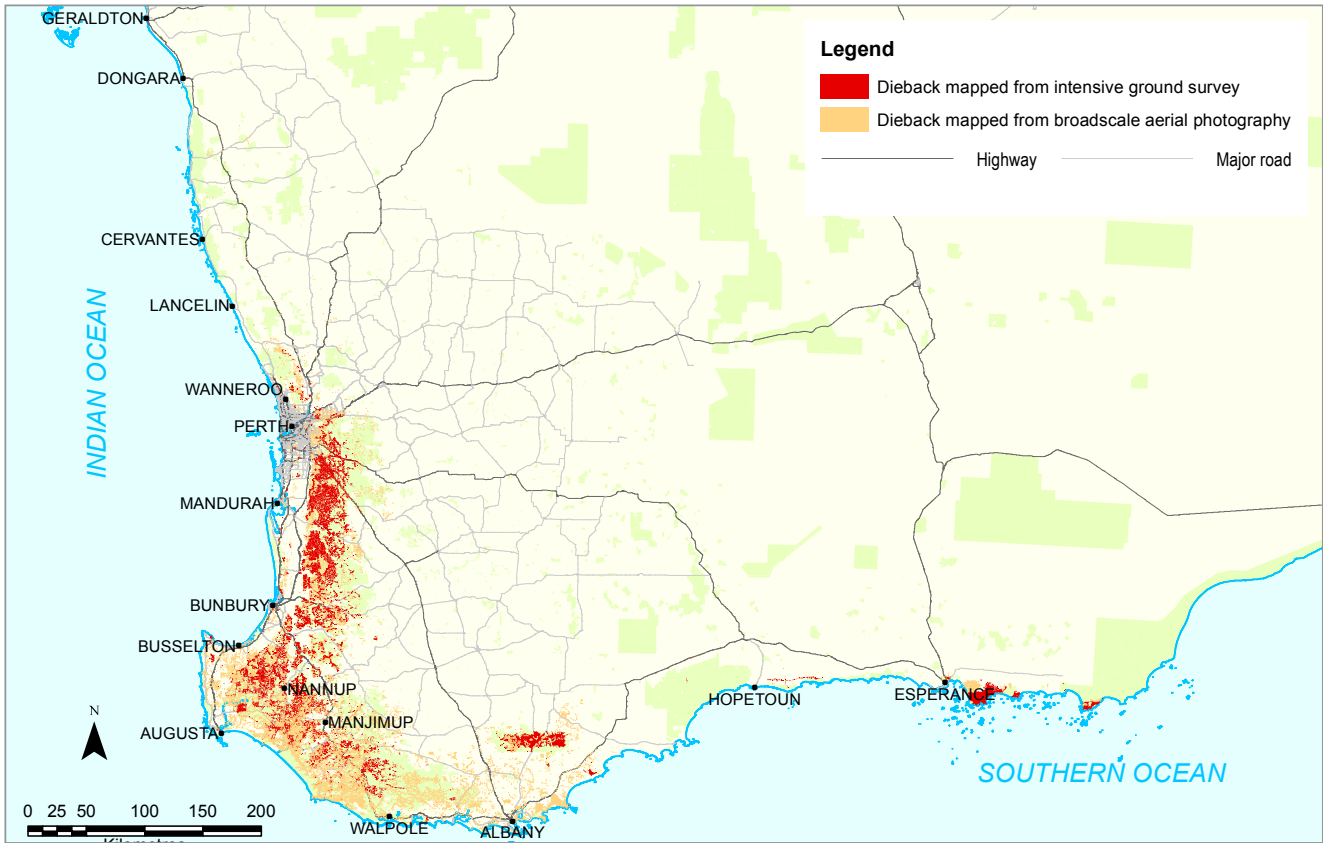 GERALDTON
DONGARA
CERVANTES
LANCELIN
WANNEROO
PERTH
MANDURAH
BUNBURY
BUSSELTON
NANNUP
MANJIMUP
AUGUSTA
WALPOLE
ALBANY
HOPETOUN
ESPERANCE
INDIAN OCEAN
SOUTHERN OCEAN
Legend
Dieback mapped from intensive ground survey
Dieback mapped from broadscale aerial photography
Highway Major road
N
0 25 50 100 150 200
Kilometres